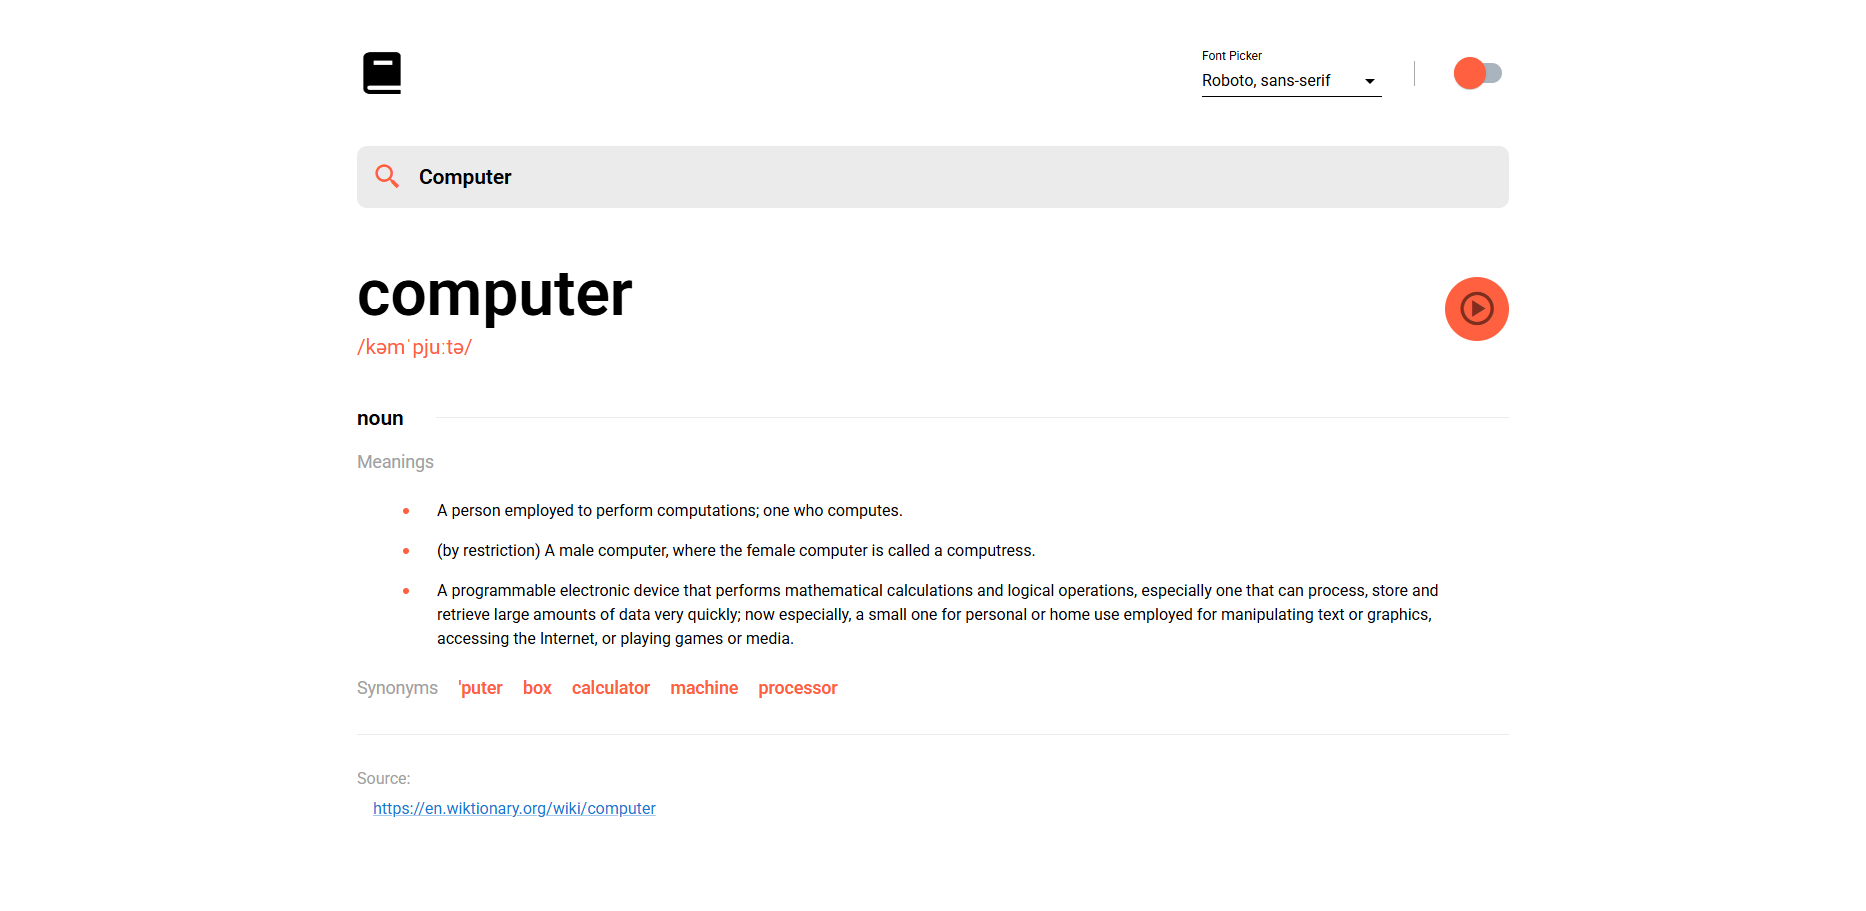 Font Picker
Roboto, sans-serif
Computer
computer
/kəmˈpjuːtə/
noun
Meanings
A person employed to perform computations; one who computes.
(by restriction) A male computer, where the female computer is called a computress.
A programmable electronic device that performs mathematical calculations and logical operations, especially one that can process, store and
retrieve large amounts of data very quickly; now especially, a small one for personal or home use employed for manipulating text or graphics,
accessing the Internet, or playing games or media.
Synonyms 'puter box calculator machine processor
Source:
https://en.wiktionary.org/wiki/computer